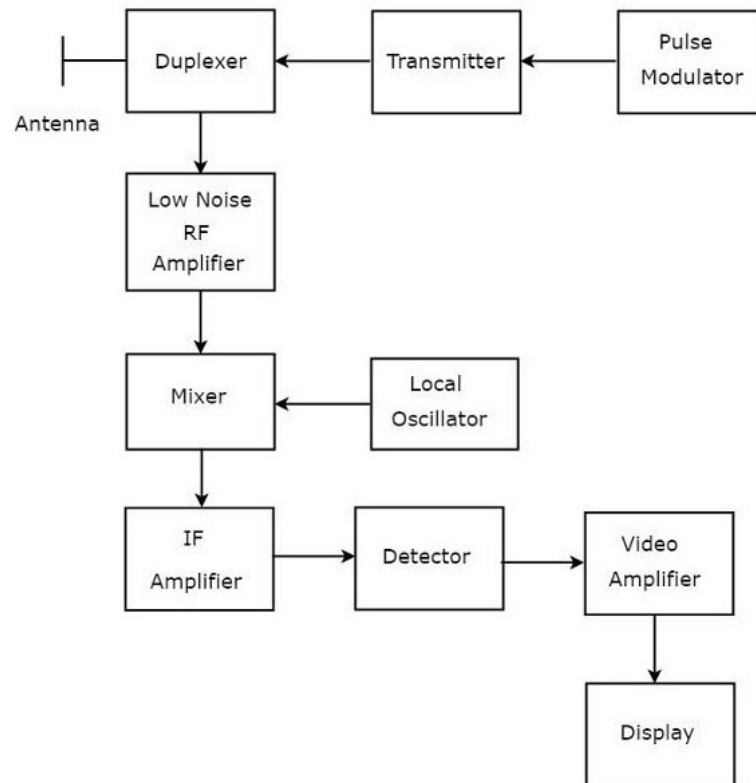 Duplexer
Transmitter
Pulse
Modulator
Antenna
Low Noise
RF
Amplifier
Mixer
Local
Oscillator
IF
Amplifier
Detector
Video
Amplifier
Display